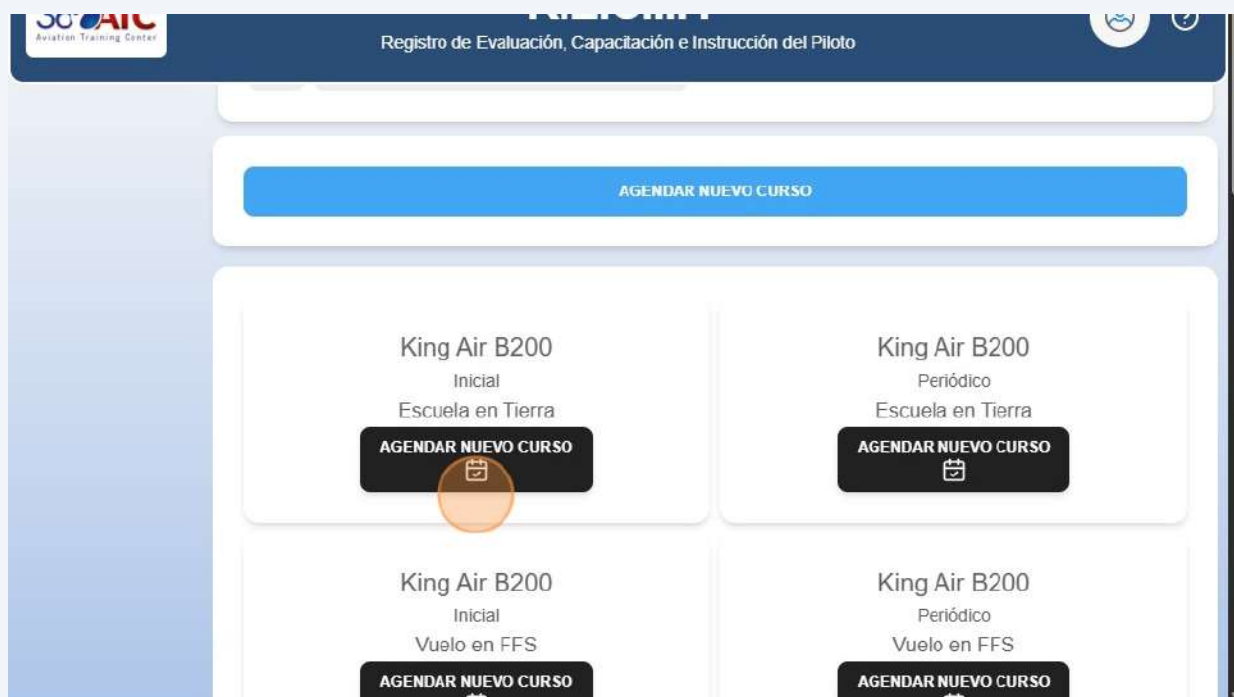 Aviation Training Center
Registro de Evaluación, Capacitación e Instrucción del Piloto
AGENDAR NUEVO CURSO
King Air B200
Inicial
Escuela en Tierra
AGENDAR NUEVO CURSO
King Air B200
Periódico
Escuela en Tierra
AGENDAR NUEVO CURSO
King Air B200
Inicial
Vuelo en FFS
AGENDAR NUEVO CURSO
King Air B200
Periódico
Vuelo en FFS
AGENDAR NUEVO CURSO